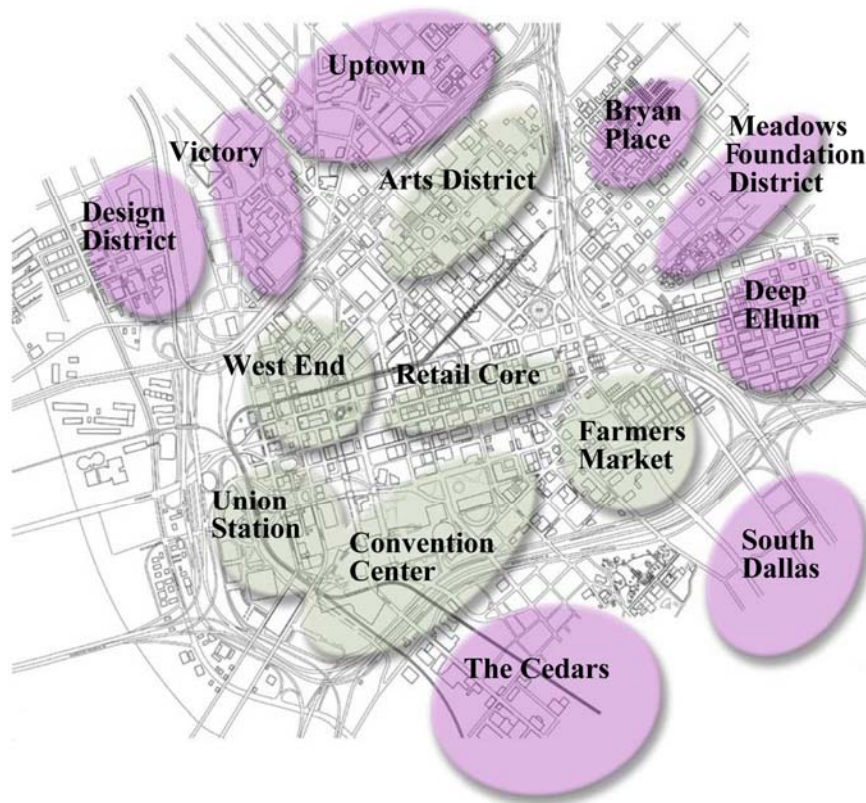 Uptown
Bryan
Place
Meadows
Foundation
District
Victory
Arts District
Design
District
Deep
Ellum
West End
Retail Core
Farmers
Market
Union
Station
Convention
Center
South
Dallas
The Cedars